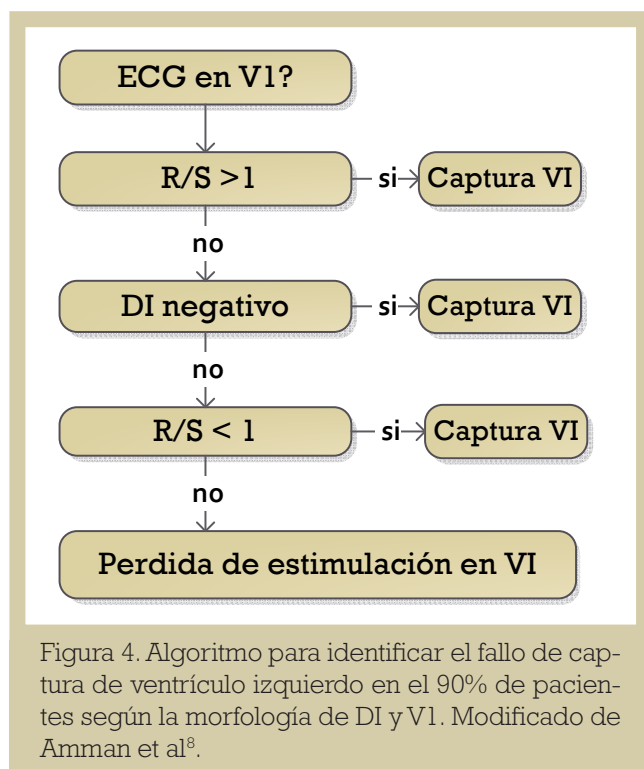 ECG en V1?
R/S >1
si
Captura VI
no
DI negativo
si
Captura VI
no
R/S < 1
si
Captura VI
no
Perdida de estimulación en VI
Figura 4. Algoritmo para identificar el fallo de cap-
tura de ventrículo izquierdo en el 90% de pacien-
tes según la morfología de DI y V1. Modificado de
Amman et al⁸.